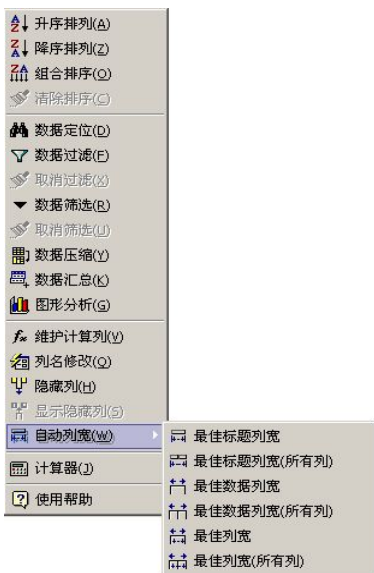 升序排列(A)
降序排列(Z)
组合排序(O)
清除排序(C)
数据定位(D)
数据过滤(F)
取消过滤(X)
数据筛选(R)
取消筛选(U)
数据压缩(Y)
数据汇总(K)
图形分析(G)
维护计算列(V)
列名修改(Q)
隐藏列(H)
显示隐藏列(S)
自动列宽(W)
计算器(J)
使用帮助
最佳标题列宽
最佳标题列宽(所有列)
最佳数据列宽
最佳数据列宽(所有列)
最佳列宽
最佳列宽(所有列)